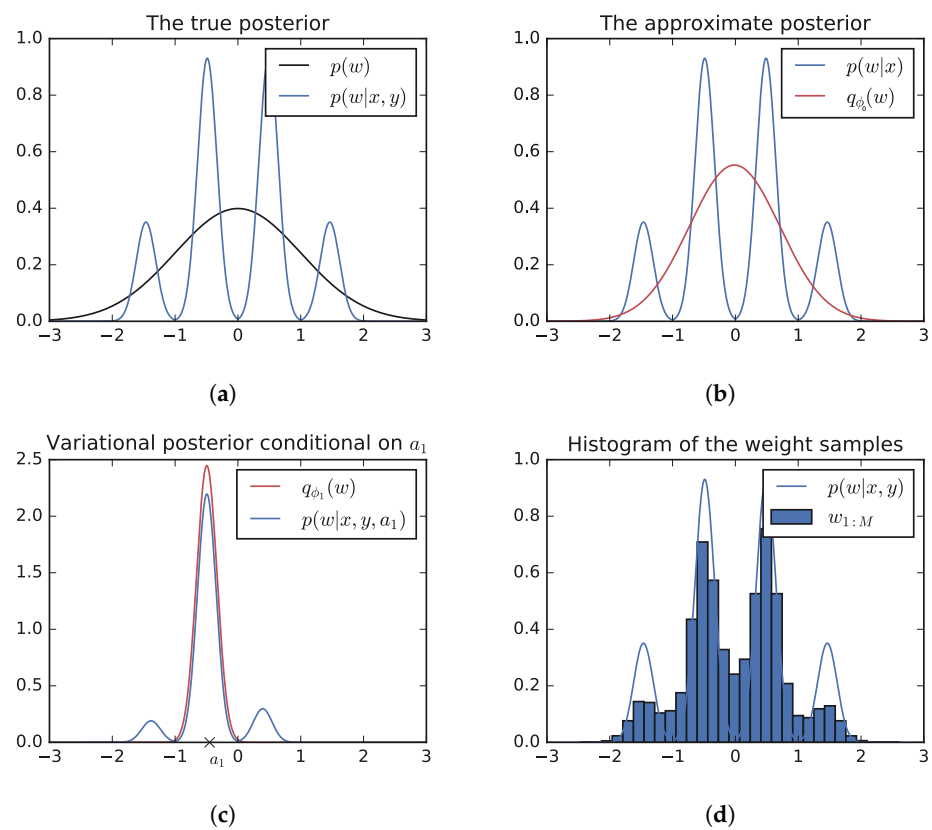 The true posterior
1.0
0.8
0.6
0.4
0.2
0.0
−3 −2 −1 0 1 2 3
p(w)
p(w|x, y)
(a)
The approximate posterior
1.0
0.8
0.6
0.4
0.2
0.0
−3 −2 −1 0 1 2 3
p(w|x)
qϕ₀(w)
(b)
Variational posterior conditional on a₁
2.5
2.0
1.5
1.0
0.5
0.0
−3 −2 −1 0 1 2 3
a₁
qϕ₁(w)
p(w|x, y, a₁)
(c)
Histogram of the weight samples
1.0
0.8
0.6
0.4
0.2
0.0
−3 −2 −1 0 1 2 3
p(w|x, y)
w₁:M
(d)